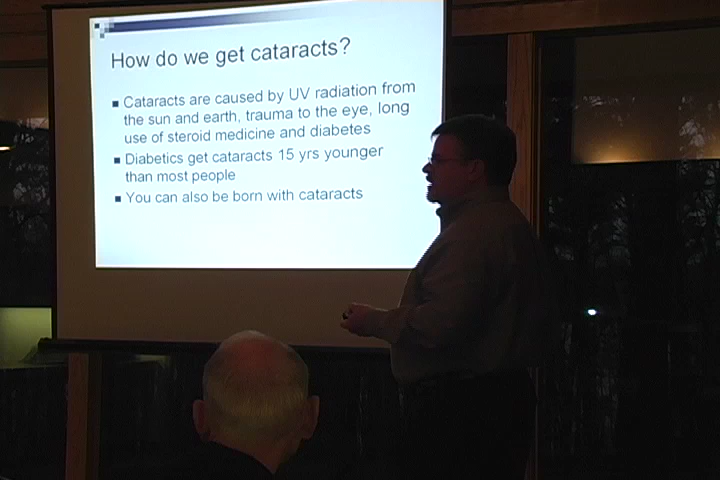 How do we get cataracts?
■ Cataracts are caused by UV radiation from
the sun and earth, trauma to the eye, long
use of steroid medicine and diabetes
■ Diabetics get cataracts 15 yrs younger
than most people
■ You can also be born with cataracts